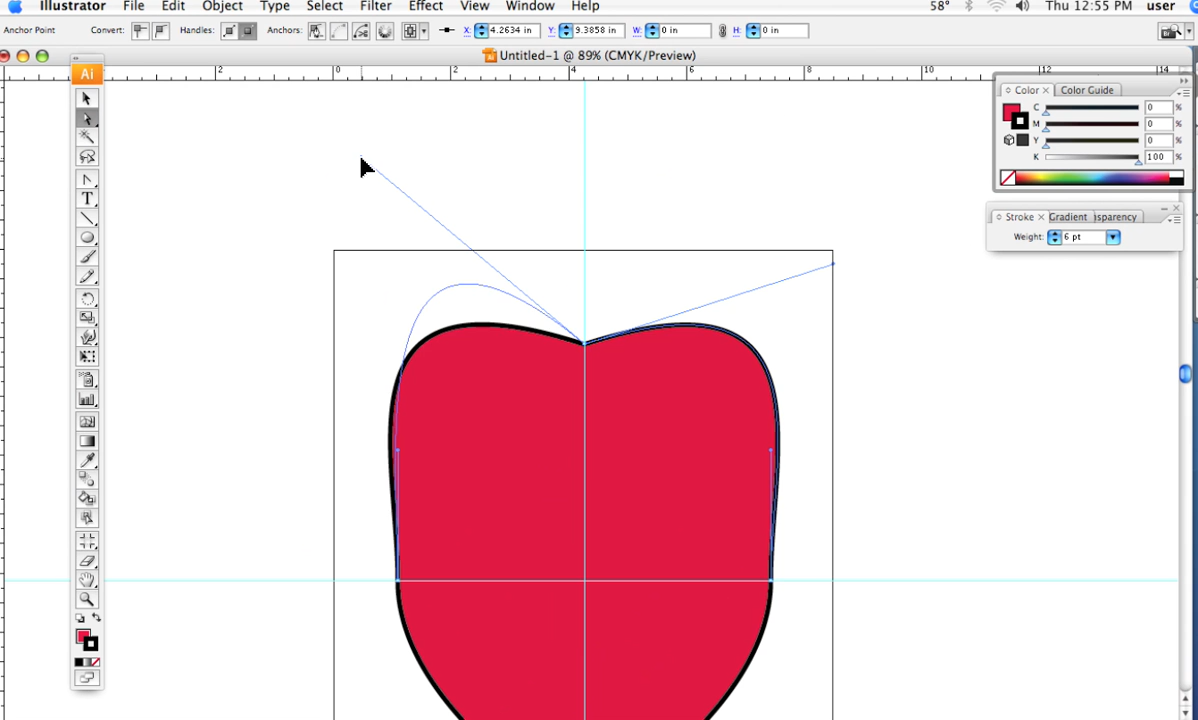 Illustrator File Edit Object Type Select Filter Effect View Window Help 58° Thu 12:55 PM user
Anchor Point Convert: Handles: Anchors: X: 4.2634 in Y: 9.3858 in W: 0 in H: 0 in
Untitled-1 @ 89% (CMYK/Preview)
2 0 2 4 6 8 10 12 14
Ai
Color Color Guide
C 0 %
M 0 %
Y 0 %
K 100 %
Stroke Gradient sparency
Weight: 6 pt
T